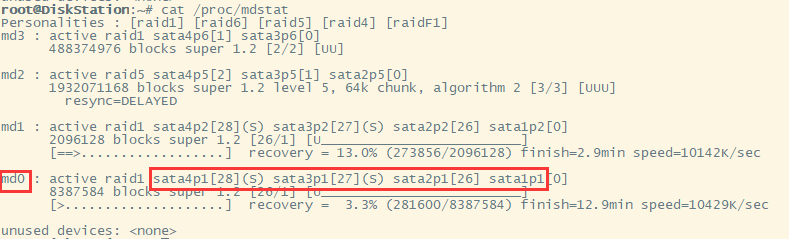 root@DiskStation:~# cat /proc/mdstat
Personalities : [raid1] [raid6] [raid5] [raid4] [raidF1]
md3 : active raid1 sata4p6[1] sata3p6[0]
488374976 blocks super 1.2 [2/2] [UU]
md2 : active raid5 sata4p5[2] sata3p5[1] sata2p5[0]
1932071168 blocks super 1.2 level 5, 64k chunk, algorithm 2 [3/3] [UUU]
resync=DELAYED
md1 : active raid1 sata4p2[28](S) sata3p2[27](S) sata2p2[26] sata1p2[0]
2096128 blocks super 1.2 [26/1] [U_________________________]
[==>..................] recovery = 13.0% (273856/2096128) finish=2.9min speed=10142K/sec
md0 : active raid1 sata4p1[28](S) sata3p1[27](S) sata2p1[26] sata1p1[0]
8387584 blocks super 1.2 [26/1] [U_________________________]
[>....................] recovery = 3.3% (281600/8387584) finish=12.9min speed=10429K/sec
unused devices: <none>